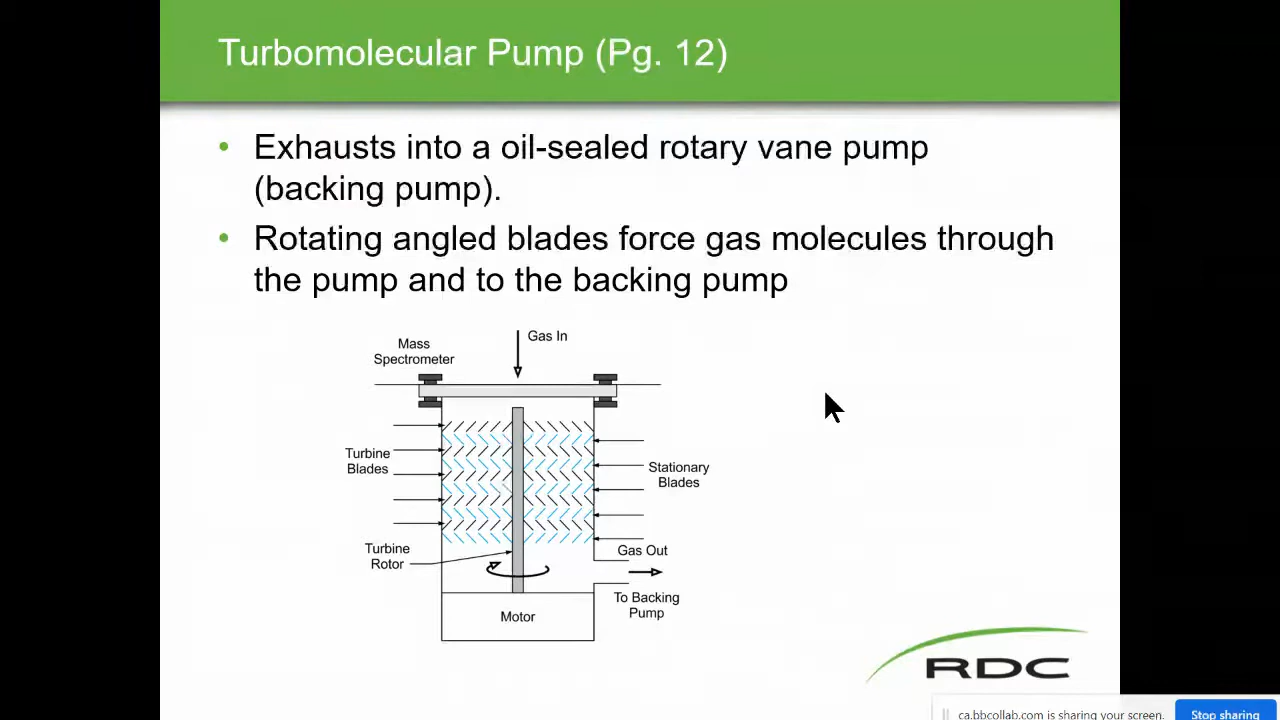 Turbomolecular Pump (Pg. 12)
• Exhausts into a oil-sealed rotary vane pump
(backing pump).
• Rotating angled blades force gas molecules through
the pump and to the backing pump
Gas In
Mass
Spectrometer
Turbine
Blades
Stationary
Blades
Turbine
Rotor
Gas Out
To Backing
Pump
Motor
RDC
ca.bbcollab.com is sharing your screen.
Stop sharing